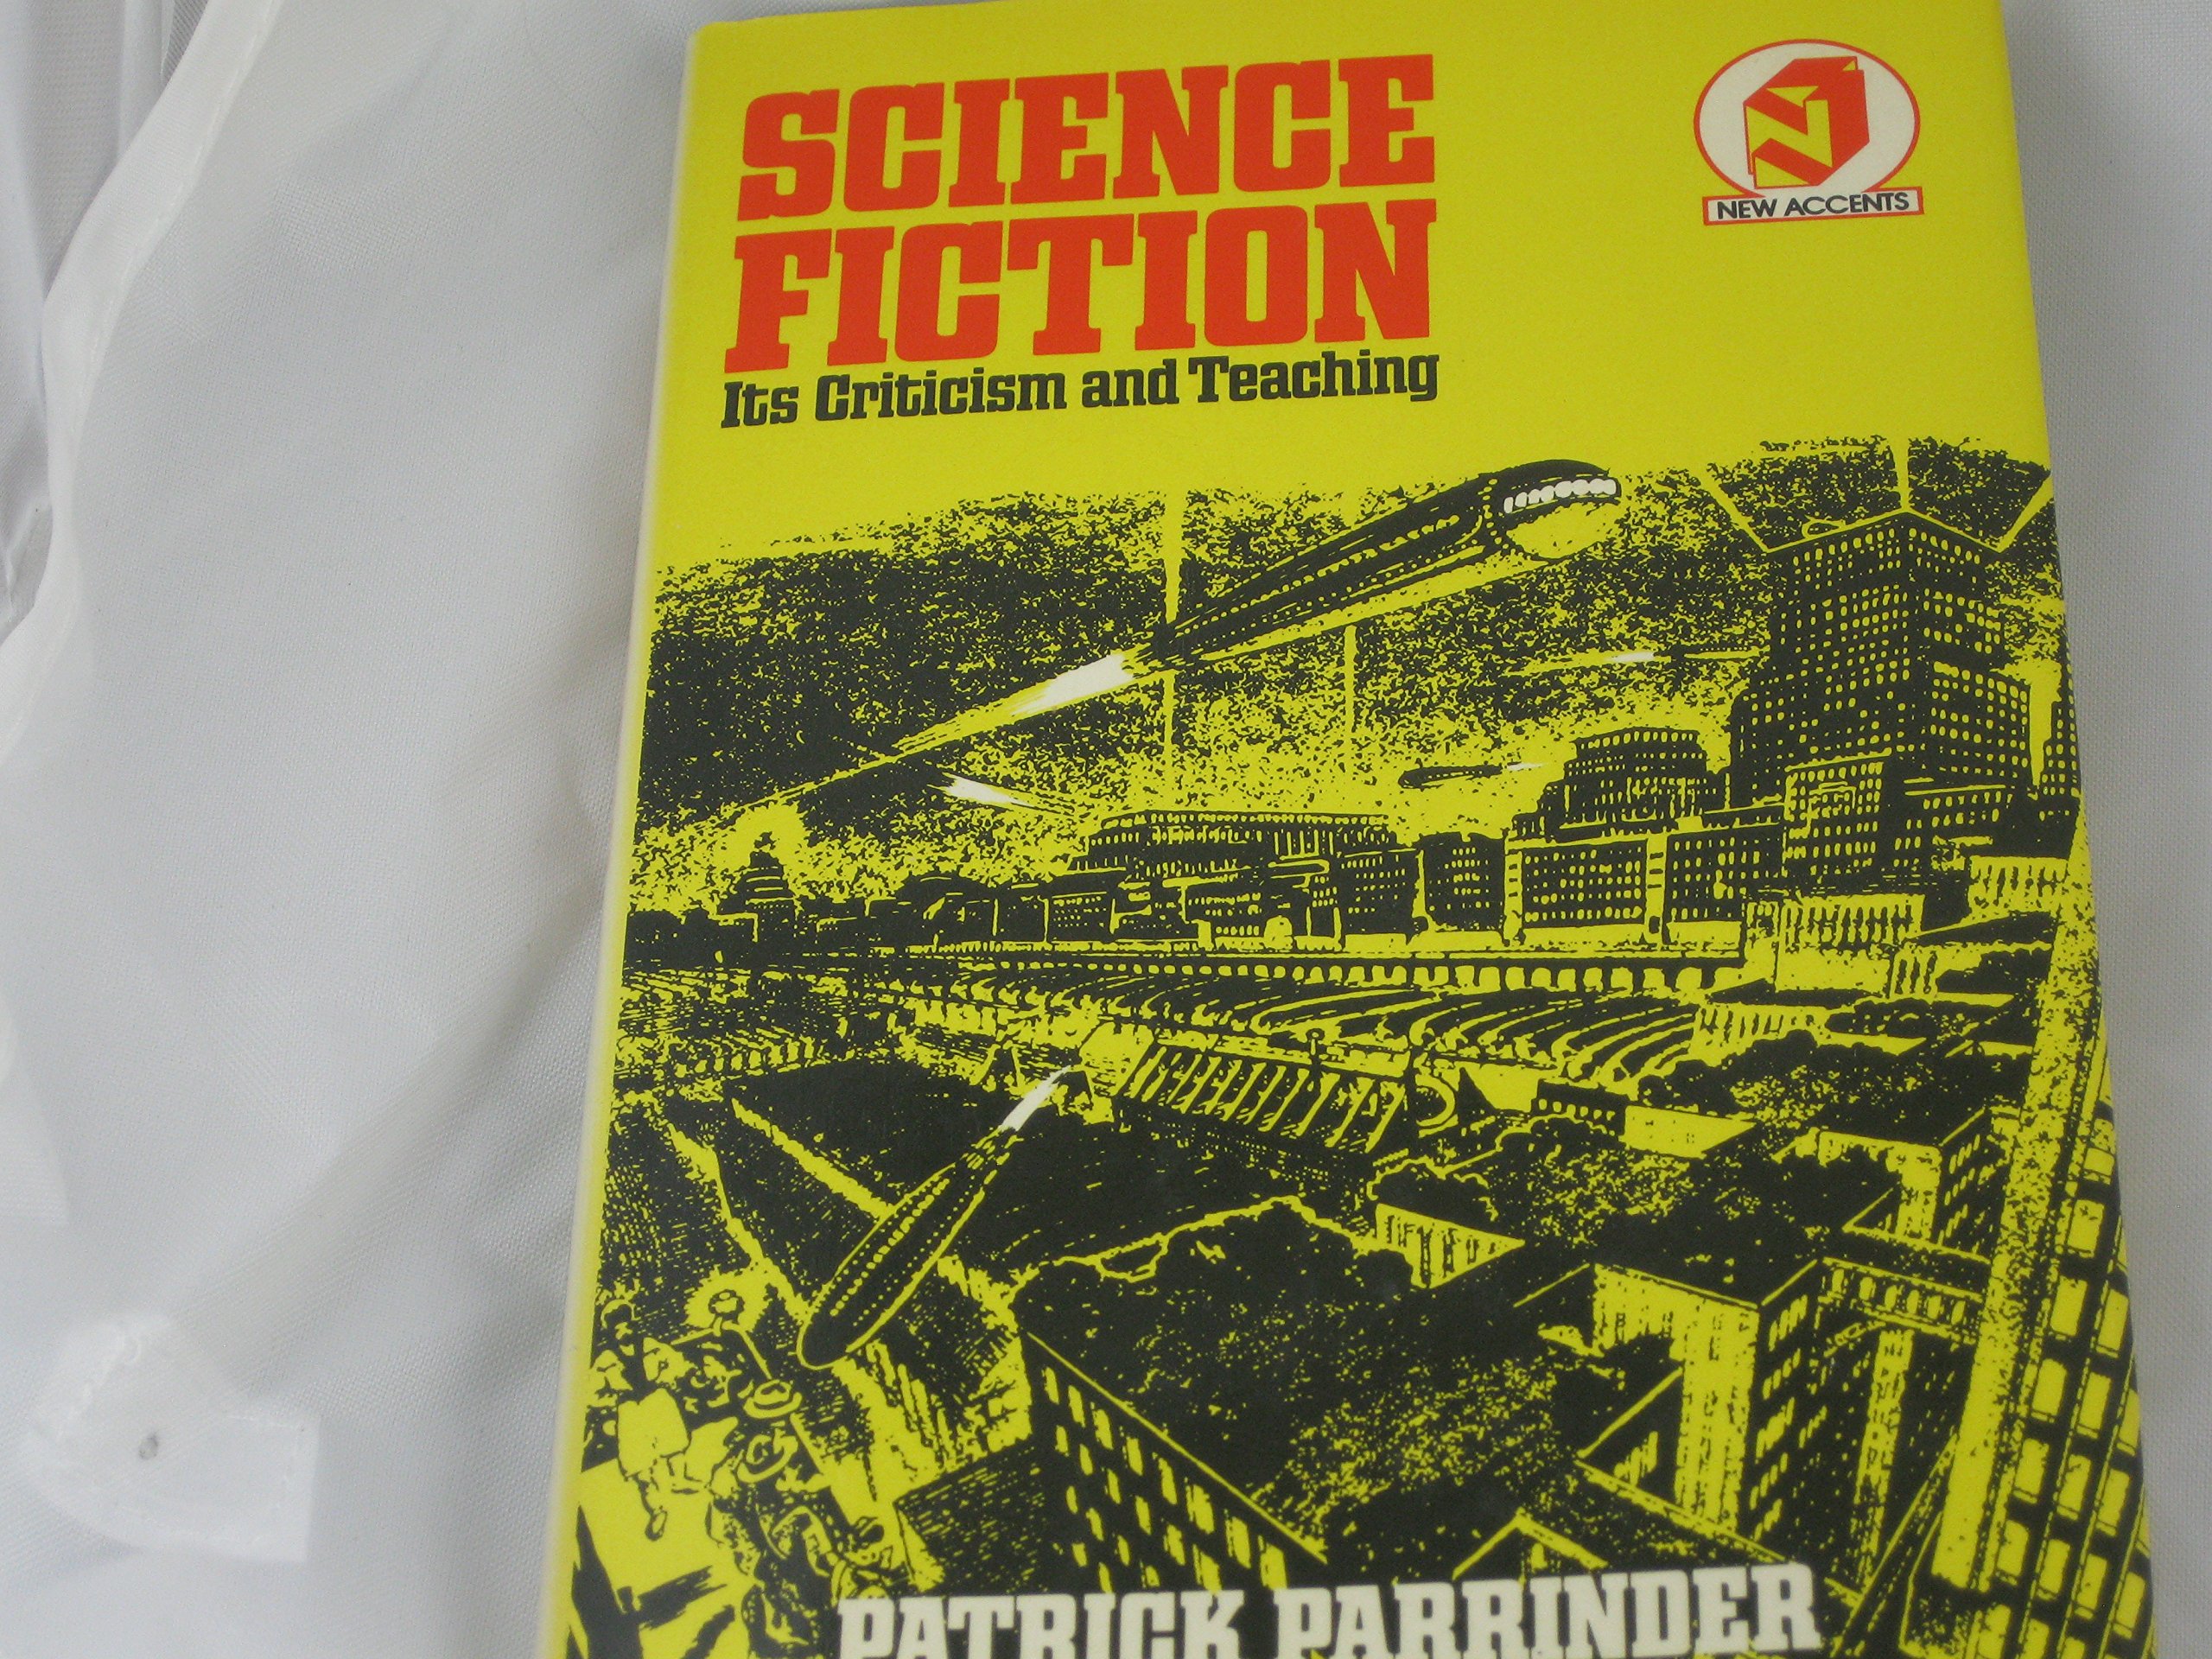 SCIENCE
FICTION
Its Criticism and Teaching
NEW ACCENTS
PATRICK PARRINDER